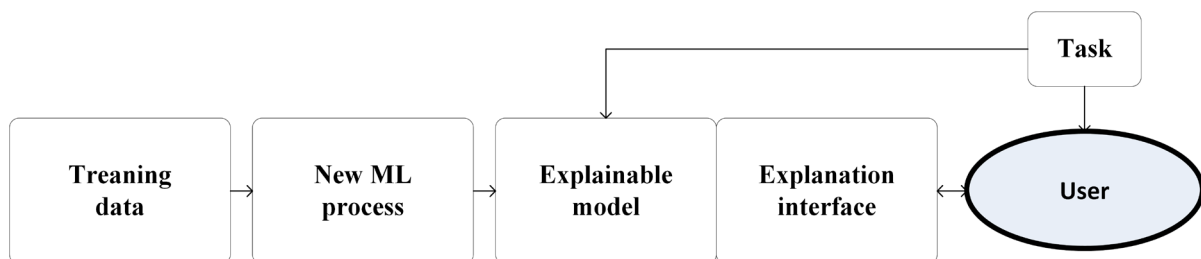 Task
Treaning
data
New ML
process
Explainable
model
Explanation
interface
User